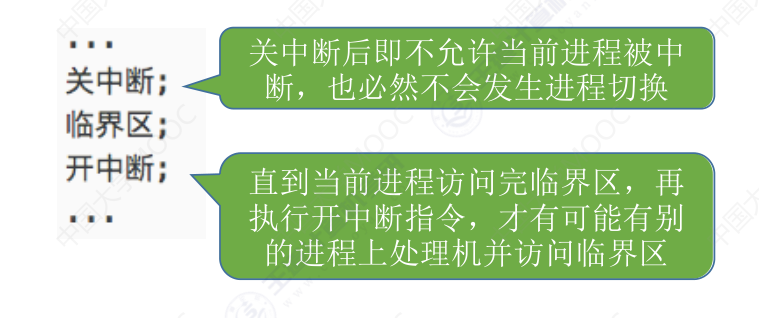 ...
关中断;
临界区;
开中断;
...
关中断后即不允许当前进程被中
断，也必然不会发生进程切换
直到当前进程访问完临界区，再
执行开中断指令，才有可能有别
的进程上处理机并访问临界区